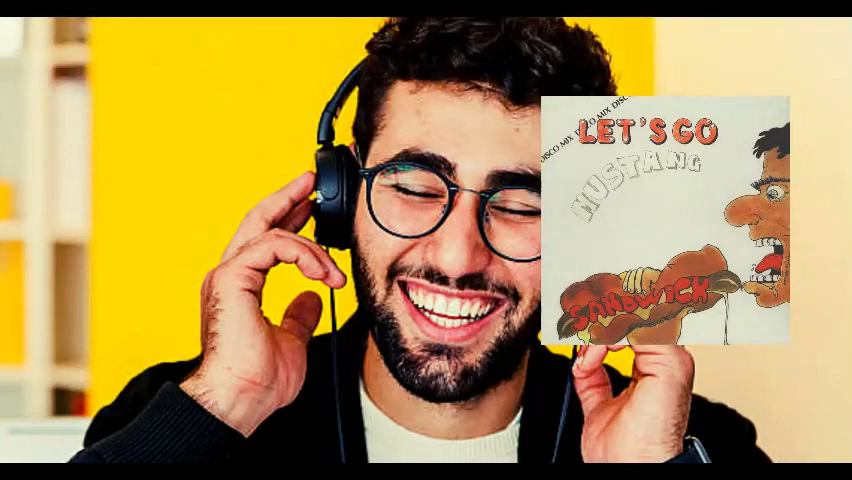 DISCO MIX DISCO MIX DISC
LET'S GO
MUSTANG
SANDWICH